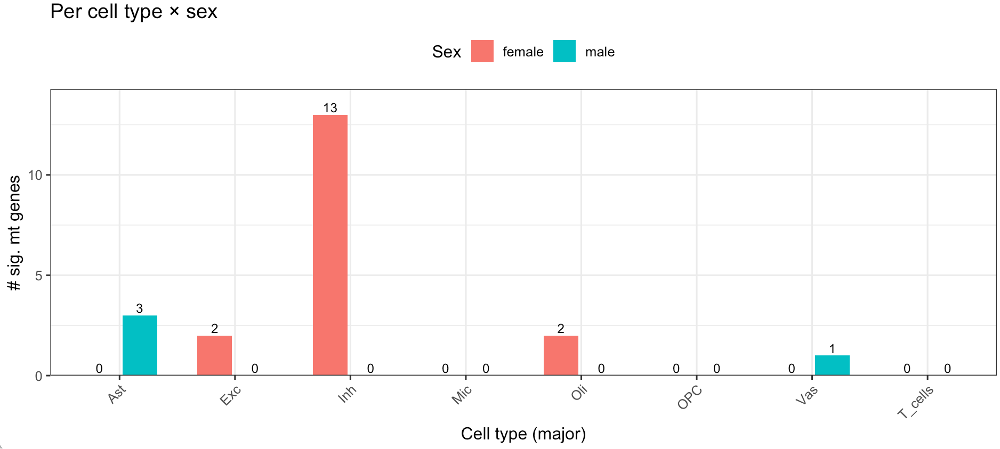 Per cell type × sex
Sex female male
# sig. mt genes
10
5
0
0 3 2 0 13 0 0 0 2 0 0 0 0 1 0 0
Ast Exc Inh Mic Oli OPC Vas T_cells
Cell type (major)